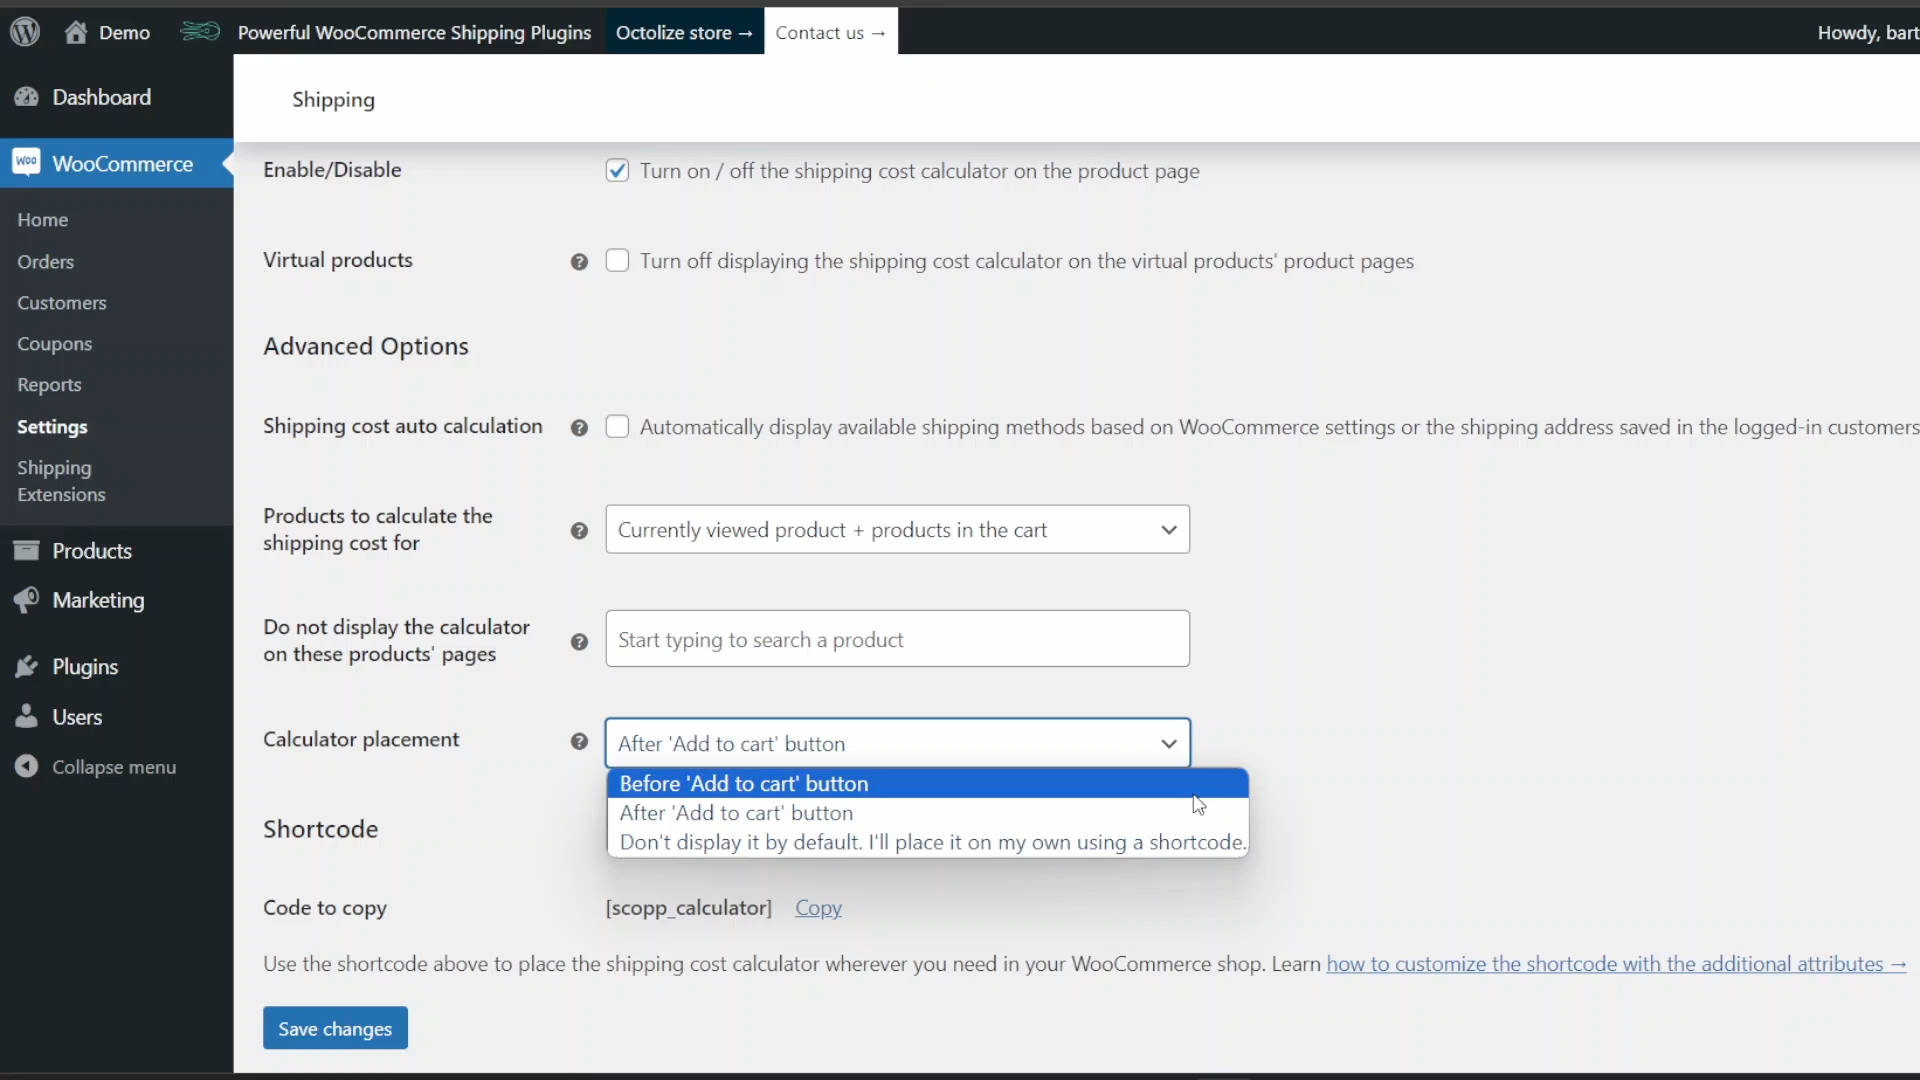 Demo
Powerful WooCommerce Shipping Plugins
Octolize store →
Contact us →
Howdy, bart
Dashboard
Woo
WooCommerce
Home
Orders
Customers
Coupons
Reports
Settings
Shipping
Extensions
Products
Marketing
Plugins
Users
Collapse menu
Shipping
Enable/Disable
Turn on / off the shipping cost calculator on the product page
Virtual products
Turn off displaying the shipping cost calculator on the virtual products' product pages
Advanced Options
Shipping cost auto calculation
Automatically display available shipping methods based on WooCommerce settings or the shipping address saved in the logged-in customers
Products to calculate the
shipping cost for
Currently viewed product + products in the cart
Do not display the calculator
on these products' pages
Start typing to search a product
Calculator placement
After 'Add to cart' button
Before 'Add to cart' button
After 'Add to cart' button
Don't display it by default. I'll place it on my own using a shortcode.
Shortcode
Code to copy
[scopp_calculator] Copy
Use the shortcode above to place the shipping cost calculator wherever you need in your WooCommerce shop. Learn how to customize the shortcode with the additional attributes →
Save changes